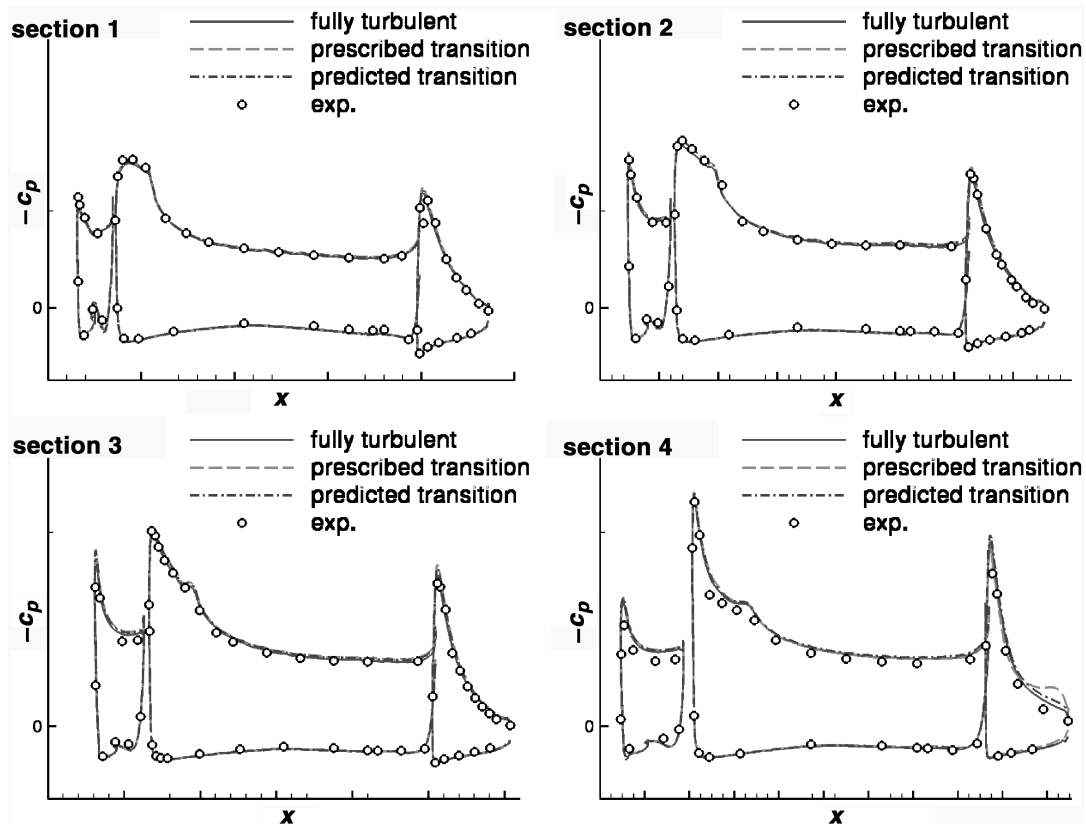 section 1
fully turbulent
prescribed transition
predicted transition
exp.
−cp
0
x
section 2
fully turbulent
prescribed transition
predicted transition
exp.
−cp
0
x
section 3
fully turbulent
prescribed transition
predicted transition
exp.
−cp
0
x
section 4
fully turbulent
prescribed transition
predicted transition
exp.
−cp
0
x